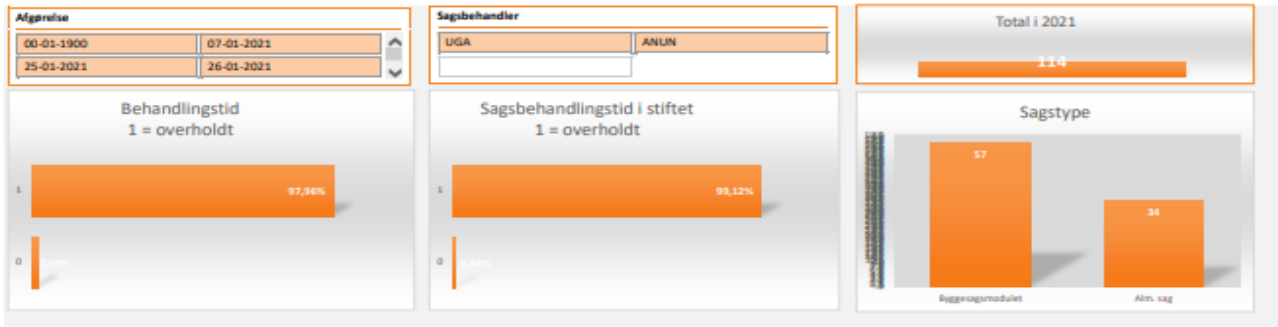 Afgørelse
00-01-1900
07-01-2021
25-01-2021
26-01-2021
Sagsbehandler
UGA
ANUN
Total i 2021
114
Behandlingstid
1 = overholdt
1
97,96%
0
Sagsbehandlingstid i stiftet
1 = overholdt
1
99,12%
0
Sagstype
57
34
Byggesagsmodulet
Alm. sag